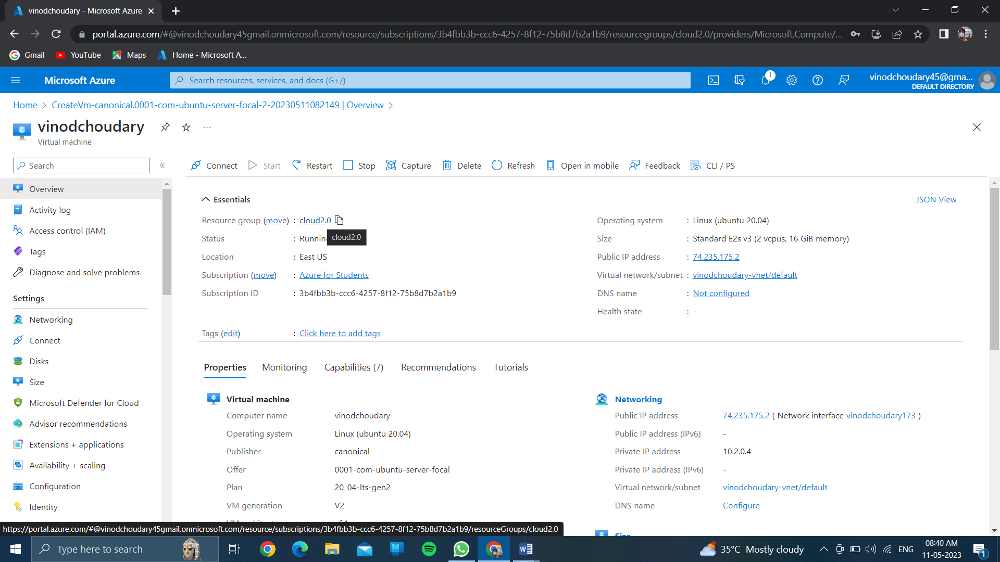 vinodchoudary - Microsoft Azure
portal.azure.com/#@vinodchoudary45gmail.onmicrosoft.com/resource/subscriptions/3b4fbb3b-ccc6-4257-8f12-75b8d7b2a1b9/resourcegroups/cloud2.0/providers/Microsoft.Compute/...
Gmail YouTube Maps Home - Microsoft A...
Microsoft Azure Search resources, services, and docs (G+/) 1 vinodchoudary45@gma...
DEFAULT DIRECTORY
Home > CreateVm-canonical.0001-com-ubuntu-server-focal-2-20230511082149 | Overview >
vinodchoudary ...
Virtual machine
Search « Connect Start Restart Stop Capture Delete Refresh Open in mobile Feedback CLI / PS
Overview
Activity log
Access control (IAM)
Tags
Diagnose and solve problems
Settings
Networking
Connect
Disks
Size
Microsoft Defender for Cloud
Advisor recommendations
Extensions + applications
Availability + scaling
Configuration
Identity
Essentials JSON View
Resource group (move) : cloud2.0
Status : Runnin
cloud2.0
Location : East US
Subscription (move) : Azure for Students
Subscription ID : 3b4fbb3b-ccc6-4257-8f12-75b8d7b2a1b9
Operating system : Linux (ubuntu 20.04)
Size : Standard E2s v3 (2 vcpus, 16 GiB memory)
Public IP address : 74.235.175.2
Virtual network/subnet : vinodchoudary-vnet/default
DNS name : Not configured
Health state : -
Tags (edit) : Click here to add tags
Properties Monitoring Capabilities (7) Recommendations Tutorials
Virtual machine
Computer name vinodchoudary
Operating system Linux (ubuntu 20.04)
Publisher canonical
Offer 0001-com-ubuntu-server-focal
Plan 20_04-lts-gen2
VM generation V2
Networking
Public IP address 74.235.175.2 ( Network interface vinodchoudary173 )
Public IP address (IPv6) -
Private IP address 10.2.0.4
Private IP address (IPv6) -
Virtual network/subnet vinodchoudary-vnet/default
DNS name Configure
Size
https://portal.azure.com/#@vinodchoudary45gmail.onmicrosoft.com/resource/subscriptions/3b4fbb3b-ccc6-4257-8f12-75b8d7b2a1b9/resourceGroups/cloud2.0
Type here to search 35°C Mostly cloudy ENG 08:40 AM
11-05-2023 1